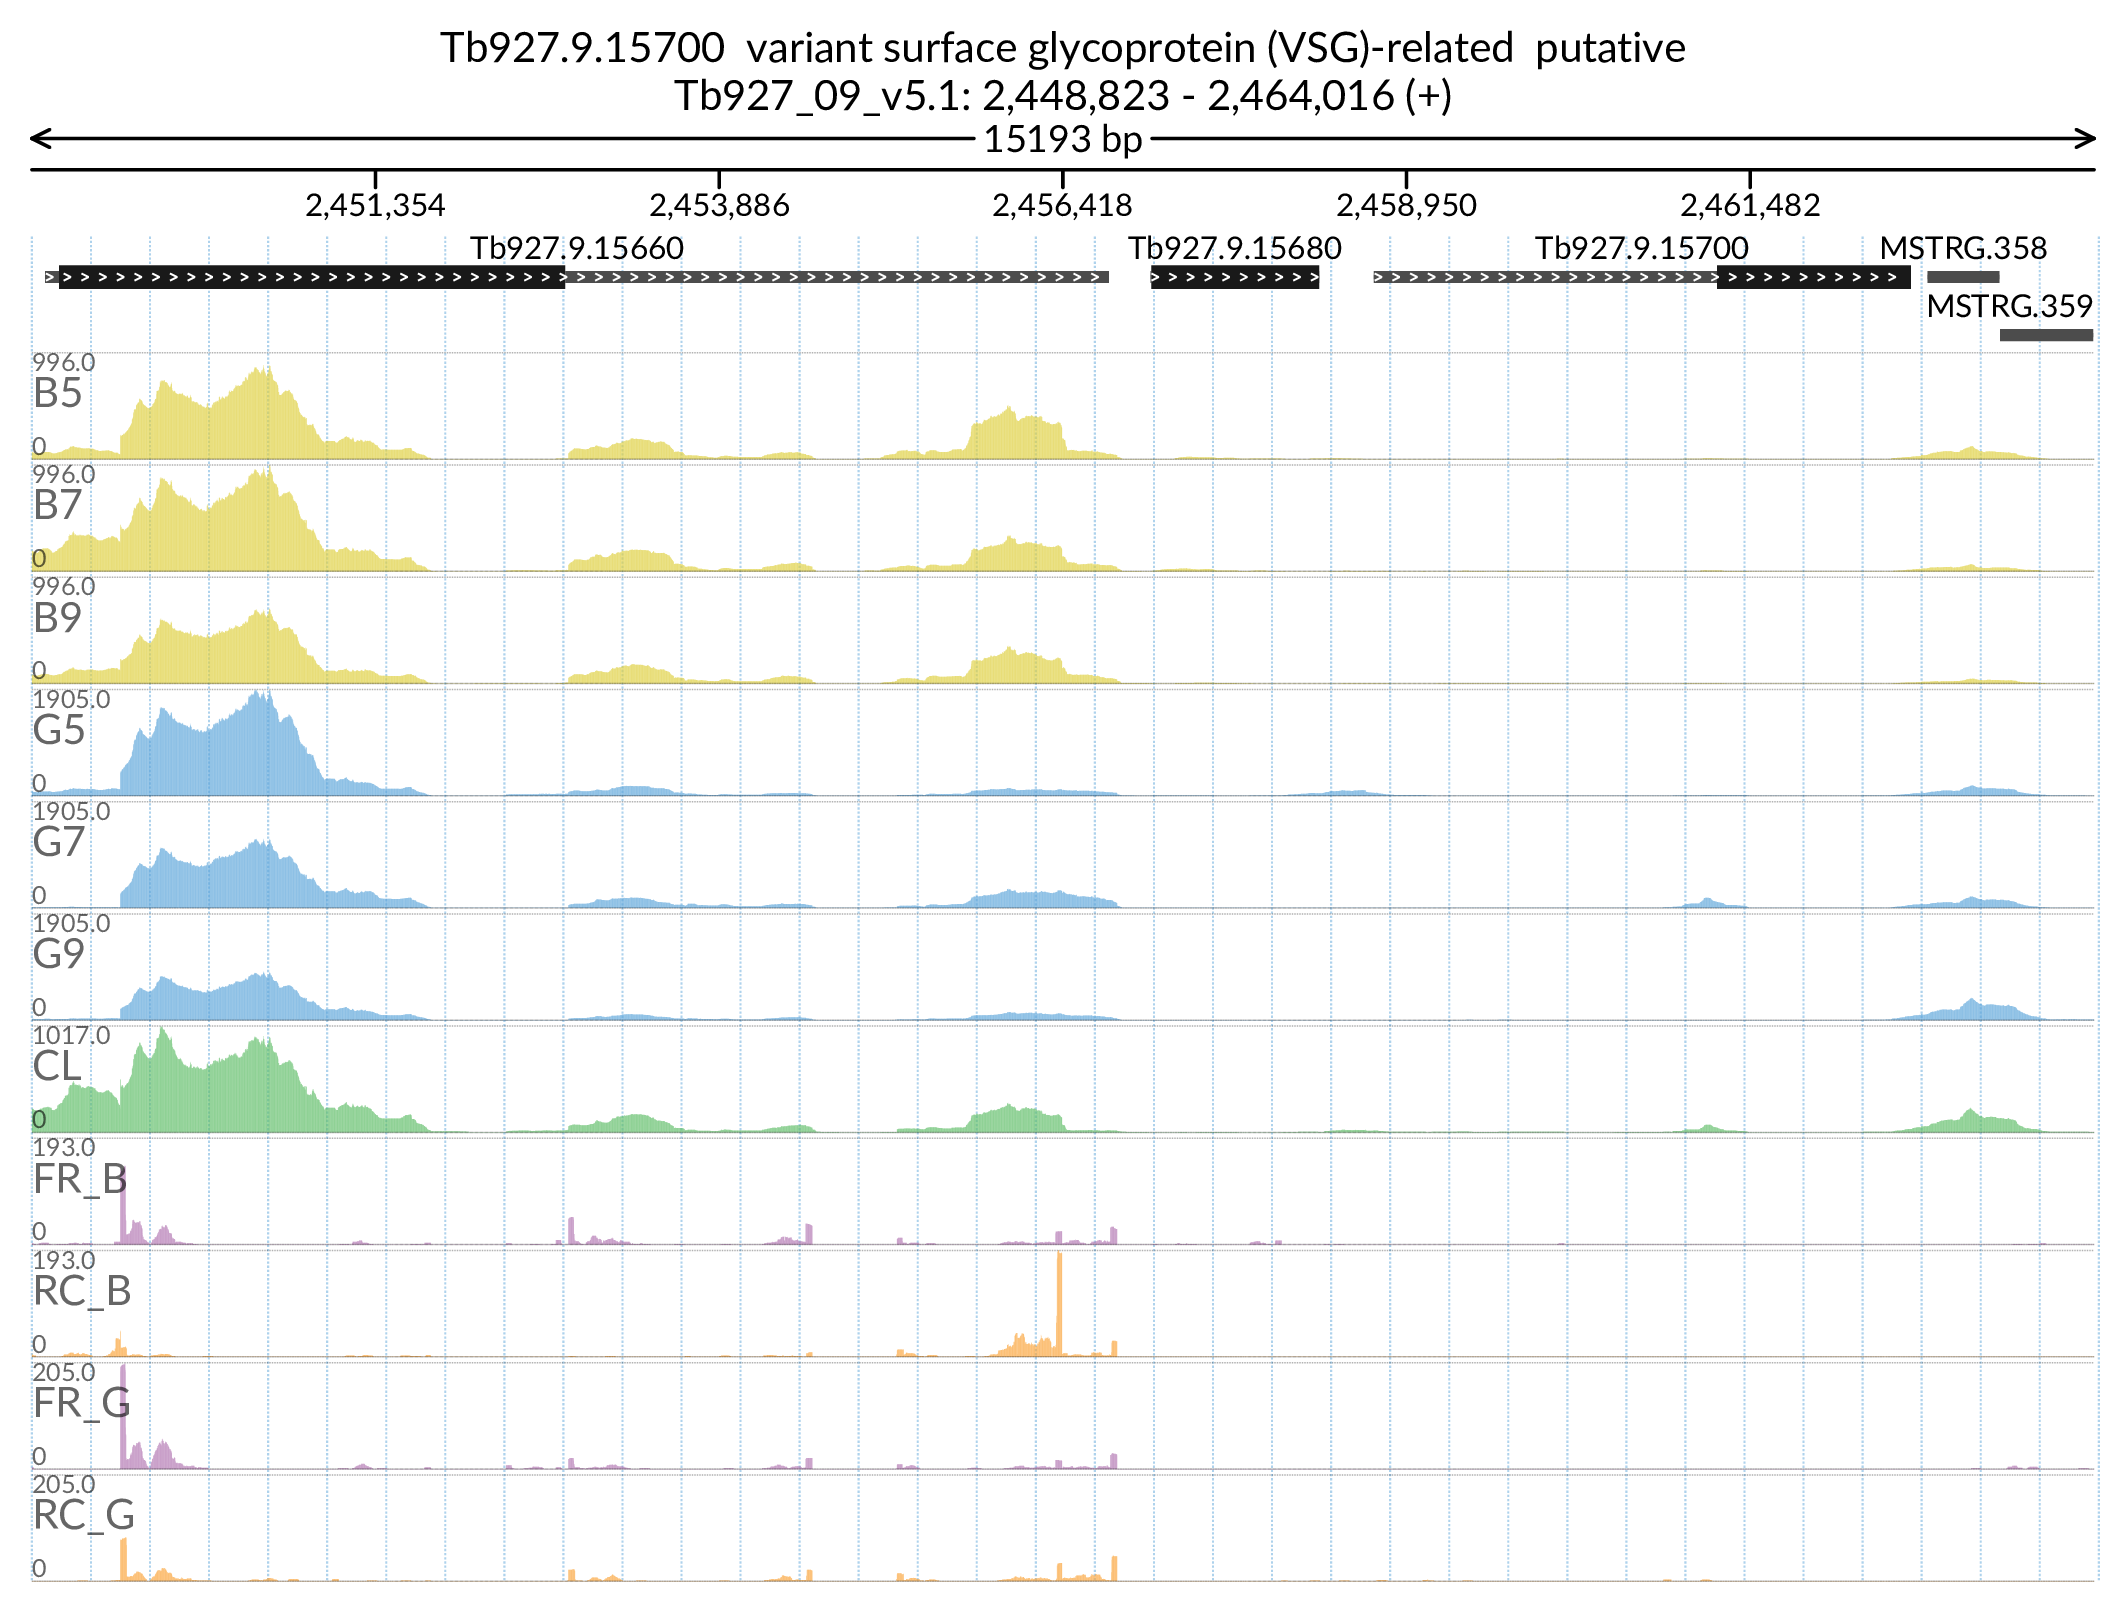 Tb927.9.15700  variant surface glycoprotein (VSG)-related  putative
Tb927_09_v5.1: 2,448,823 - 2,464,016 (+)
15193 bp
2,451,354 2,453,886 2,456,418 2,458,950 2,461,482
Tb927.9.15660 Tb927.9.15680 Tb927.9.15700 MSTRG.358
MSTRG.359
996.0
B5
0
996.0
B7
0
996.0
B9
0
1905.0
G5
0
1905.0
G7
0
1905.0
G9
0
1017.0
CL
0
193.0
FR_B
0
193.0
RC_B
0
205.0
FR_G
0
205.0
RC_G
0